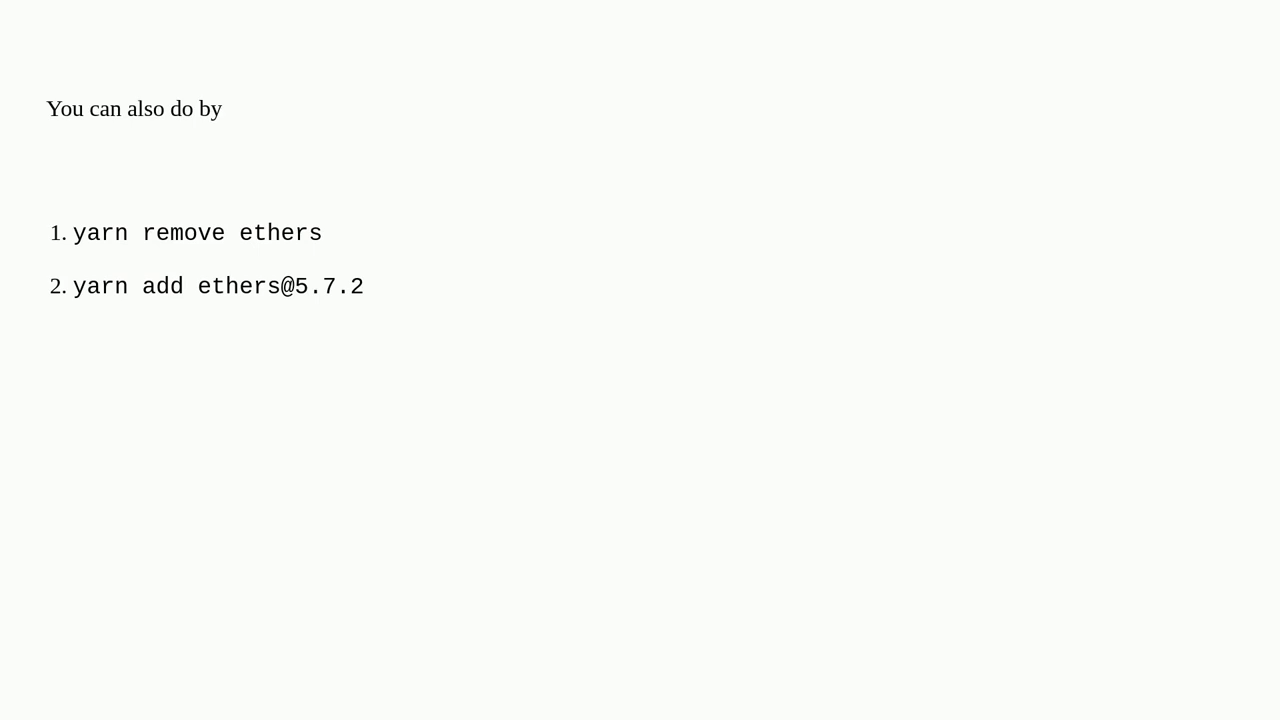 You can also do by
1. yarn remove ethers
2. yarn add ethers@5.7.2